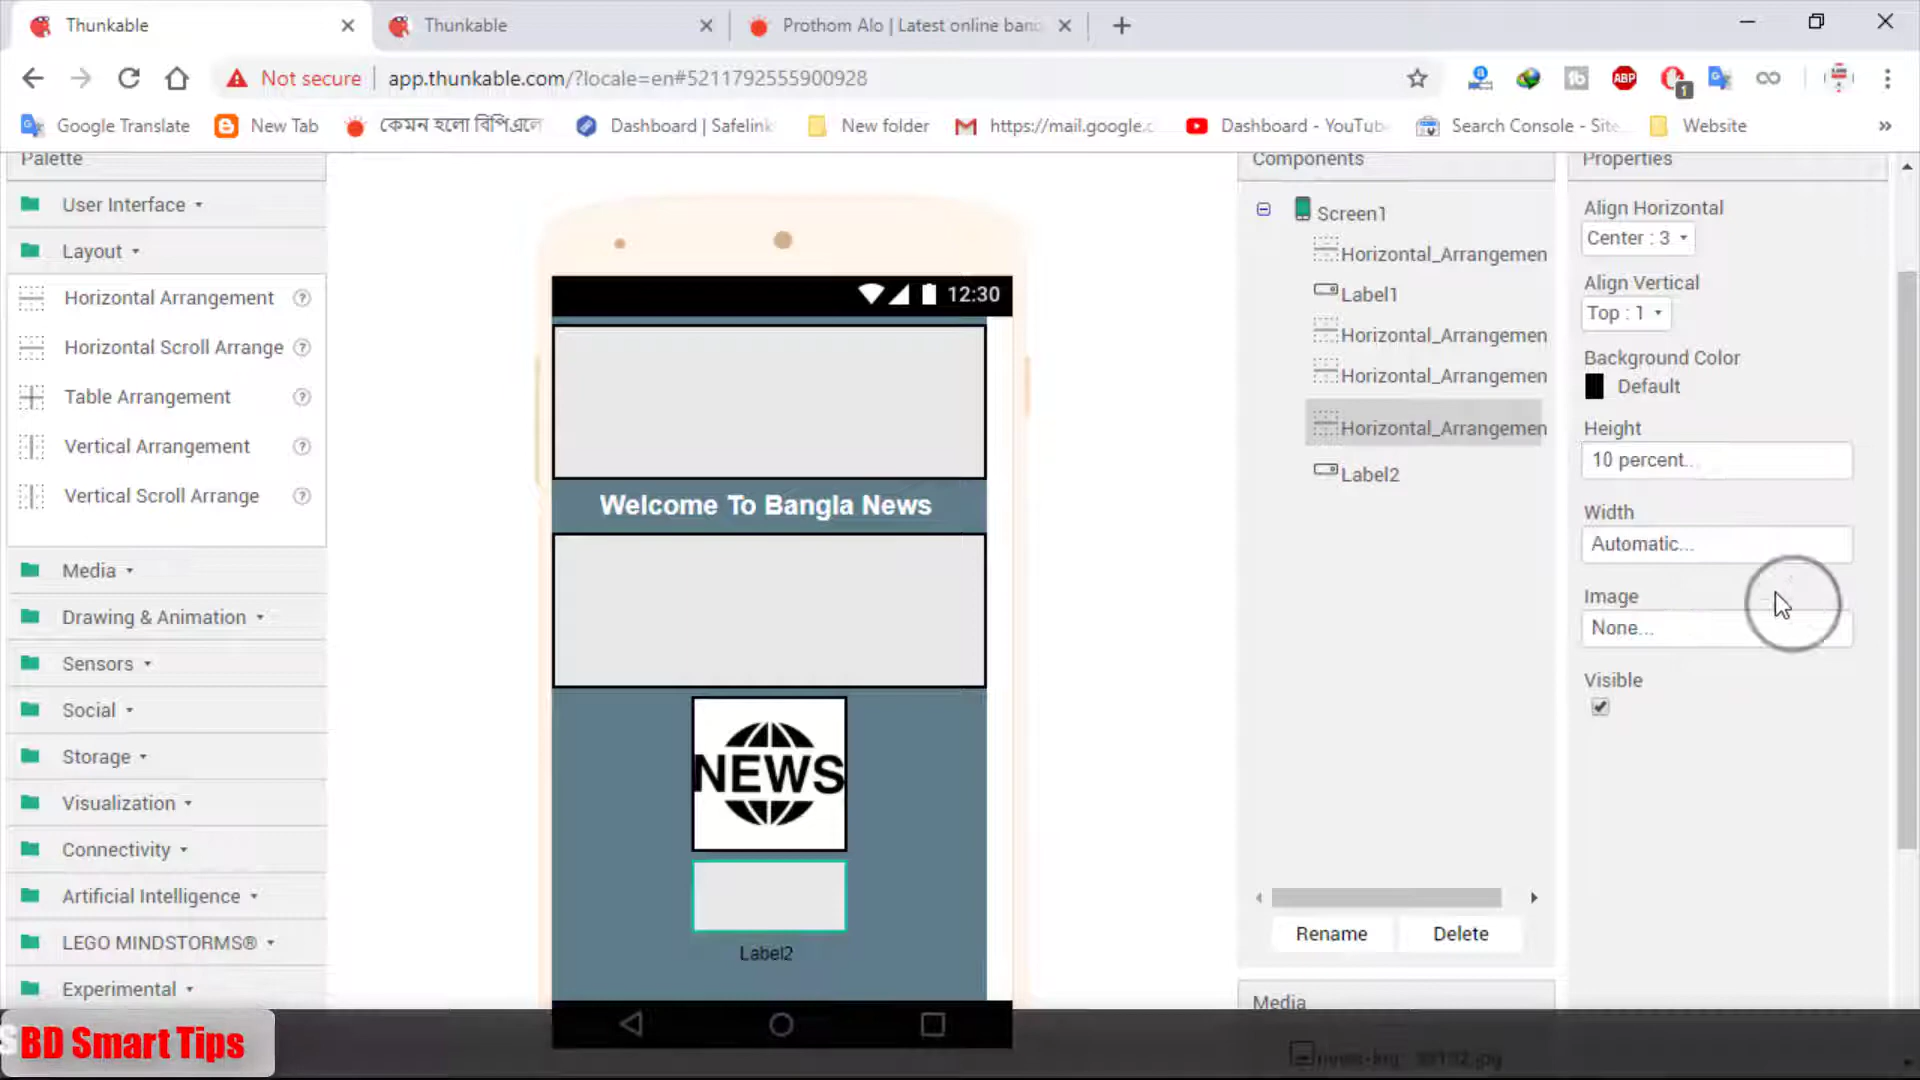 Thunkable
Thunkable
Prothom Alo | Latest online bang
Not secure
app.thunkable.com/?locale=en#5211792555900928
ABP
1
Google Translate
New Tab
কেমন হলো বিপিএলে
Dashboard | Safelink
New folder
https://mail.google.c
Dashboard - YouTub
Search Console - Site
Website
»
Palette
User Interface
Layout
Horizontal Arrangement
Horizontal Scroll Arrange
Table Arrangement
Vertical Arrangement
Vertical Scroll Arrange
Media
Drawing & Animation
Sensors
Social
Storage
Visualization
Connectivity
Artificial Intelligence
LEGO MINDSTORMS®
Experimental
12:30
Welcome To Bangla News
NEWS
Label2
Components
Screen1
Horizontal_Arrangemen
Label1
Horizontal_Arrangemen
Horizontal_Arrangemen
Horizontal_Arrangemen
Label2
Rename
Delete
Media
Properties
Align Horizontal
Center : 3
Align Vertical
Top : 1
Background Color
Default
Height
10 percent...
Width
Automatic...
Image
None...
Visible
BD Smart Tips